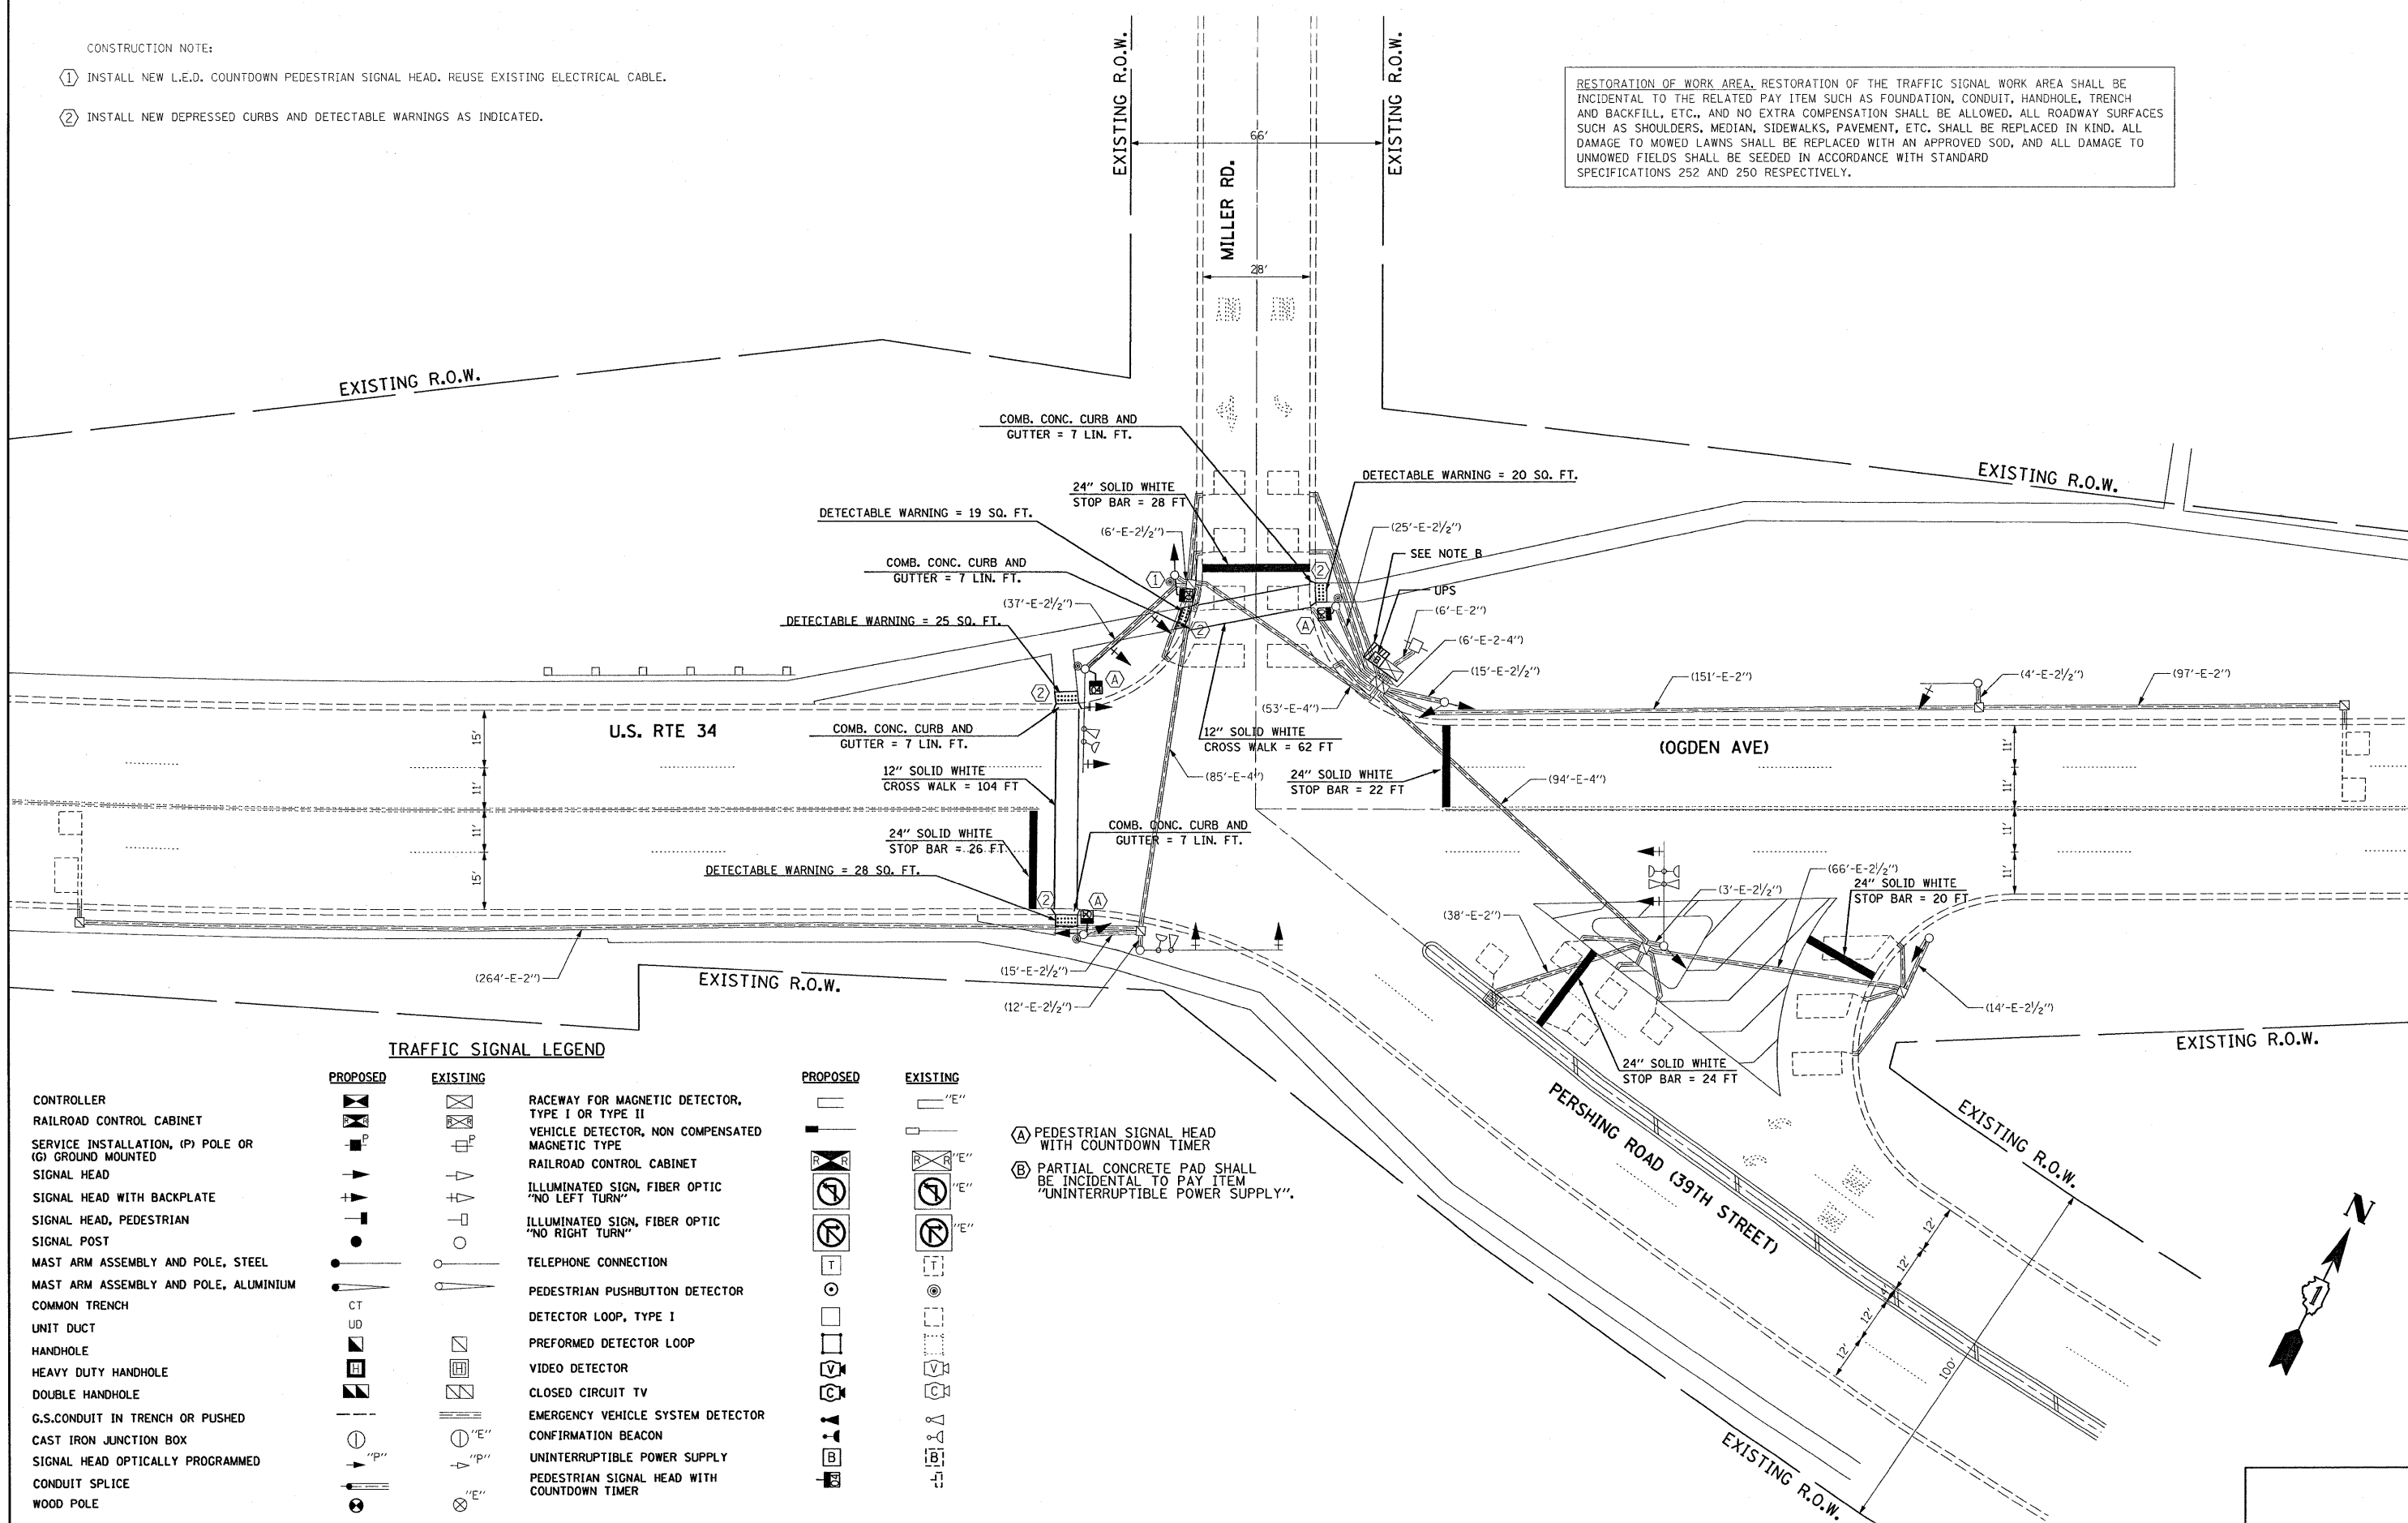 CONSTRUCTION NOTE:
1 INSTALL NEW L.E.D. COUNTDOWN PEDESTRIAN SIGNAL HEAD. REUSE EXISTING ELECTRICAL CABLE.
2 INSTALL NEW DEPRESSED CURBS AND DETECTABLE WARNINGS AS INDICATED.
EXISTING R.O.W.
EXISTING R.O.W.
66'
MILLER RD.
28'
RESTORATION OF WORK AREA. RESTORATION OF THE TRAFFIC SIGNAL WORK AREA SHALL BE
INCIDENTAL TO THE RELATED PAY ITEM SUCH AS FOUNDATION, CONDUIT, HANDHOLE, TRENCH
AND BACKFILL, ETC., AND NO EXTRA COMPENSATION SHALL BE ALLOWED. ALL ROADWAY SURFACES
SUCH AS SHOULDERS, MEDIAN, SIDEWALKS, PAVEMENT, ETC. SHALL BE REPLACED IN KIND. ALL
DAMAGE TO MOWED LAWNS SHALL BE REPLACED WITH AN APPROVED SOD, AND ALL DAMAGE TO
UNMOWED FIELDS SHALL BE SEEDED IN ACCORDANCE WITH STANDARD
SPECIFICATIONS 252 AND 250 RESPECTIVELY.
EXISTING R.O.W.
EXISTING R.O.W.
COMB. CONC. CURB AND
GUTTER = 7 LIN. FT.
24" SOLID WHITE
STOP BAR = 28 FT
DETECTABLE WARNING = 20 SQ. FT.
DETECTABLE WARNING = 19 SQ. FT.
(6'-E-2½")
(25'-E-2½")
SEE NOTE B
COMB. CONC. CURB AND
GUTTER = 7 LIN. FT.
1
2
UPS
(37'-E-2½")
(6'-E-2")
DETECTABLE WARNING = 25 SQ. FT.
2
A
B
(6'-E-2-4")
A
2
(15'-E-2½")
(151'-E-2")
(4'-E-2½")
(97'-E-2")
(53'-E-4")
U.S. RTE 34
COMB. CONC. CURB AND
GUTTER = 7 LIN. FT.
12" SOLID WHITE
CROSS WALK = 62 FT
(OGDEN AVE)
15'
11'
11'
15'
11'
11'
11'
11'
12" SOLID WHITE
CROSS WALK = 104 FT
(85'-E-4")
24" SOLID WHITE
STOP BAR = 22 FT
(94'-E-4")
24" SOLID WHITE
STOP BAR = 26 FT
COMB. CONC. CURB AND
GUTTER = 7 LIN. FT.
DETECTABLE WARNING = 28 SQ. FT.
2
A
(66'-E-2½")
(3'-E-2½")
24" SOLID WHITE
STOP BAR = 20 FT
(38'-E-2")
(264'-E-2")
(15'-E-2½")
(12'-E-2½")
(14'-E-2½")
EXISTING R.O.W.
EXISTING R.O.W.
24" SOLID WHITE
STOP BAR = 24 FT
PERSHING ROAD (39TH STREET)
EXISTING R.O.W.
12'
12'
4'
12'
12'
100'
EXISTING R.O.W.
N
1
TRAFFIC SIGNAL LEGEND
PROPOSED EXISTING
CONTROLLER
RAILROAD CONTROL CABINET R R R R
SERVICE INSTALLATION, (P) POLE OR P P
(G) GROUND MOUNTED
SIGNAL HEAD
SIGNAL HEAD WITH BACKPLATE
SIGNAL HEAD, PEDESTRIAN
SIGNAL POST
MAST ARM ASSEMBLY AND POLE, STEEL
MAST ARM ASSEMBLY AND POLE, ALUMINIUM
COMMON TRENCH CT
UNIT DUCT UD
HANDHOLE
HEAVY DUTY HANDHOLE H H
DOUBLE HANDHOLE
G.S.CONDUIT IN TRENCH OR PUSHED
CAST IRON JUNCTION BOX "E"
SIGNAL HEAD OPTICALLY PROGRAMMED "P" "P"
CONDUIT SPLICE
WOOD POLE "E"
PROPOSED EXISTING
RACEWAY FOR MAGNETIC DETECTOR, "E"
TYPE I OR TYPE II
VEHICLE DETECTOR, NON COMPENSATED
MAGNETIC TYPE
RAILROAD CONTROL CABINET R R R R "E"
ILLUMINATED SIGN, FIBER OPTIC "E"
"NO LEFT TURN"
ILLUMINATED SIGN, FIBER OPTIC "E"
"NO RIGHT TURN"
TELEPHONE CONNECTION T T
PEDESTRIAN PUSHBUTTON DETECTOR
DETECTOR LOOP, TYPE I
PREFORMED DETECTOR LOOP
VIDEO DETECTOR V V
CLOSED CIRCUIT TV C C
EMERGENCY VEHICLE SYSTEM DETECTOR
CONFIRMATION BEACON
UNINTERRUPTIBLE POWER SUPPLY B B
PEDESTRIAN SIGNAL HEAD WITH
COUNTDOWN TIMER
A PEDESTRIAN SIGNAL HEAD
WITH COUNTDOWN TIMER
B PARTIAL CONCRETE PAD SHALL
BE INCIDENTAL TO PAY ITEM
"UNINTERRUPTIBLE POWER SUPPLY".